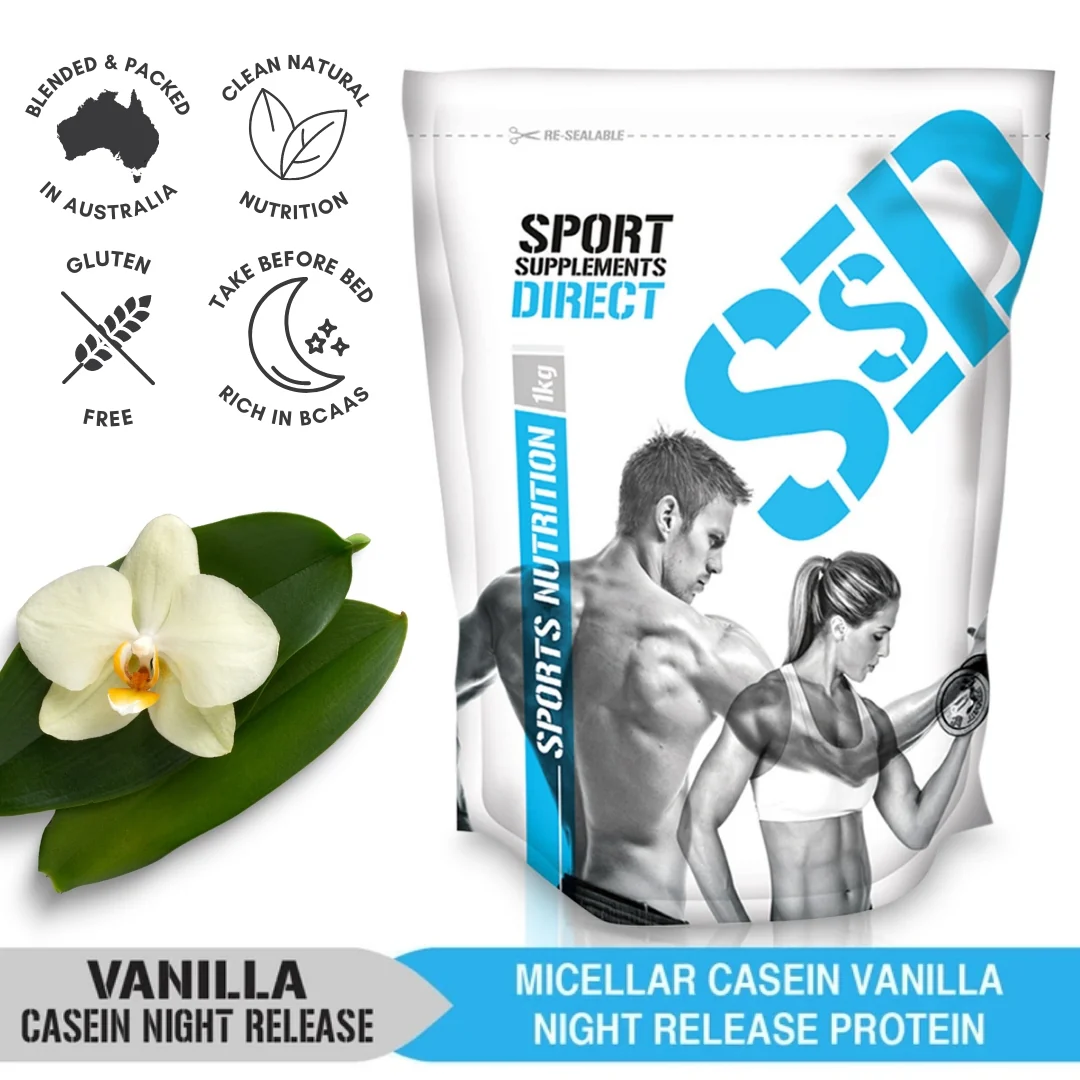 BLENDED & PACKED
IN AUSTRALIA
CLEAN NATURAL
NUTRITION
GLUTEN
FREE
TAKE BEFORE BED
RICH IN BCAAS
RE-SEALABLE
SPORT
SUPPLEMENTS
DIRECT
SSD
1kg
SPORTS NUTRITION
VANILLA
CASEIN NIGHT RELEASE
MICELLAR CASEIN VANILLA
NIGHT RELEASE PROTEIN